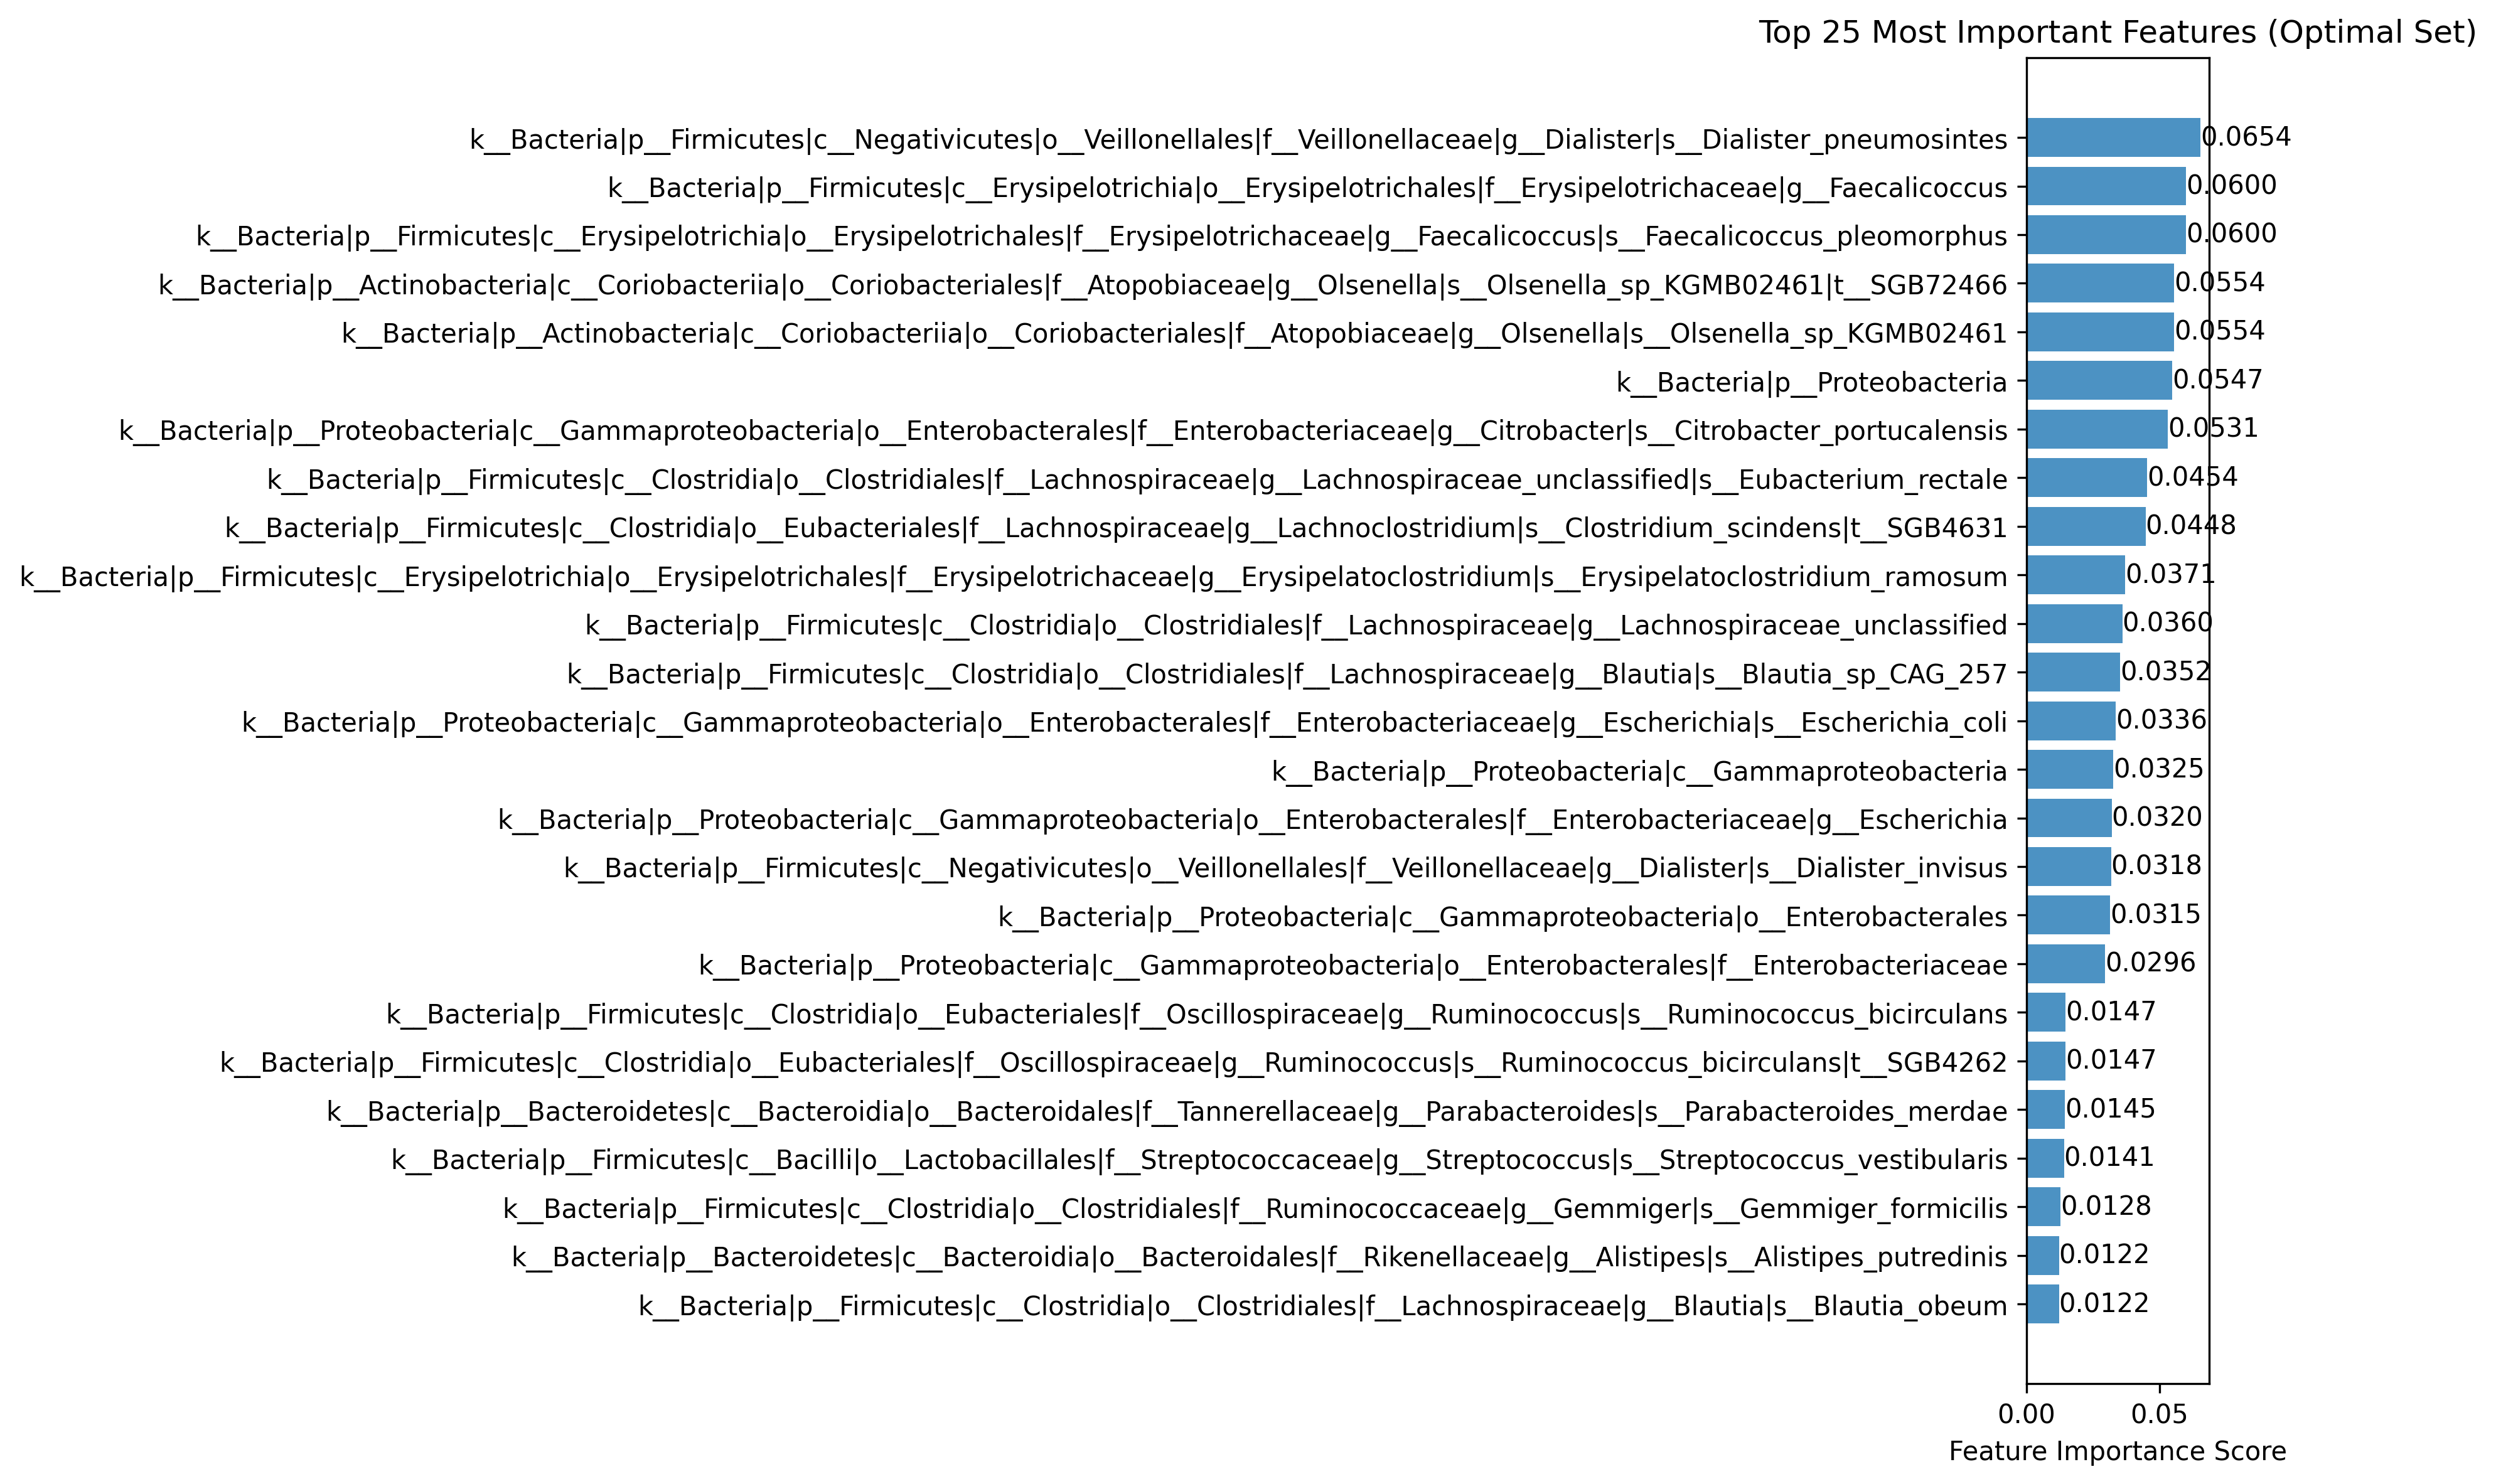 Top 25 Most Important Features (Optimal Set)
k__Bacteria|p__Firmicutes|c__Negativicutes|o__Veillonellales|f__Veillonellaceae|g__Dialister|s__Dialister_pneumosintes 0.0654
k__Bacteria|p__Firmicutes|c__Erysipelotrichia|o__Erysipelotrichales|f__Erysipelotrichaceae|g__Faecalicoccus 0.0600
k__Bacteria|p__Firmicutes|c__Erysipelotrichia|o__Erysipelotrichales|f__Erysipelotrichaceae|g__Faecalicoccus|s__Faecalicoccus_pleomorphus 0.0600
k__Bacteria|p__Actinobacteria|c__Coriobacteriia|o__Coriobacteriales|f__Atopobiaceae|g__Olsenella|s__Olsenella_sp_KGMB02461|t__SGB72466 0.0554
k__Bacteria|p__Actinobacteria|c__Coriobacteriia|o__Coriobacteriales|f__Atopobiaceae|g__Olsenella|s__Olsenella_sp_KGMB02461 0.0554
k__Bacteria|p__Proteobacteria 0.0547
k__Bacteria|p__Proteobacteria|c__Gammaproteobacteria|o__Enterobacterales|f__Enterobacteriaceae|g__Citrobacter|s__Citrobacter_portucalensis 0.0531
k__Bacteria|p__Firmicutes|c__Clostridia|o__Clostridiales|f__Lachnospiraceae|g__Lachnospiraceae_unclassified|s__Eubacterium_rectale 0.0454
k__Bacteria|p__Firmicutes|c__Clostridia|o__Eubacteriales|f__Lachnospiraceae|g__Lachnoclostridium|s__Clostridium_scindens|t__SGB4631 0.0448
k__Bacteria|p__Firmicutes|c__Erysipelotrichia|o__Erysipelotrichales|f__Erysipelotrichaceae|g__Erysipelatoclostridium|s__Erysipelatoclostridium_ramosum 0.0371
k__Bacteria|p__Firmicutes|c__Clostridia|o__Clostridiales|f__Lachnospiraceae|g__Lachnospiraceae_unclassified 0.0360
k__Bacteria|p__Firmicutes|c__Clostridia|o__Clostridiales|f__Lachnospiraceae|g__Blautia|s__Blautia_sp_CAG_257 0.0352
k__Bacteria|p__Proteobacteria|c__Gammaproteobacteria|o__Enterobacterales|f__Enterobacteriaceae|g__Escherichia|s__Escherichia_coli 0.0336
k__Bacteria|p__Proteobacteria|c__Gammaproteobacteria 0.0325
k__Bacteria|p__Proteobacteria|c__Gammaproteobacteria|o__Enterobacterales|f__Enterobacteriaceae|g__Escherichia 0.0320
k__Bacteria|p__Firmicutes|c__Negativicutes|o__Veillonellales|f__Veillonellaceae|g__Dialister|s__Dialister_invisus 0.0318
k__Bacteria|p__Proteobacteria|c__Gammaproteobacteria|o__Enterobacterales 0.0315
k__Bacteria|p__Proteobacteria|c__Gammaproteobacteria|o__Enterobacterales|f__Enterobacteriaceae 0.0296
k__Bacteria|p__Firmicutes|c__Clostridia|o__Eubacteriales|f__Oscillospiraceae|g__Ruminococcus|s__Ruminococcus_bicirculans 0.0147
k__Bacteria|p__Firmicutes|c__Clostridia|o__Eubacteriales|f__Oscillospiraceae|g__Ruminococcus|s__Ruminococcus_bicirculans|t__SGB4262 0.0147
k__Bacteria|p__Bacteroidetes|c__Bacteroidia|o__Bacteroidales|f__Tannerellaceae|g__Parabacteroides|s__Parabacteroides_merdae 0.0145
k__Bacteria|p__Firmicutes|c__Bacilli|o__Lactobacillales|f__Streptococcaceae|g__Streptococcus|s__Streptococcus_vestibularis 0.0141
k__Bacteria|p__Firmicutes|c__Clostridia|o__Clostridiales|f__Ruminococcaceae|g__Gemmiger|s__Gemmiger_formicilis 0.0128
k__Bacteria|p__Bacteroidetes|c__Bacteroidia|o__Bacteroidales|f__Rikenellaceae|g__Alistipes|s__Alistipes_putredinis 0.0122
k__Bacteria|p__Firmicutes|c__Clostridia|o__Clostridiales|f__Lachnospiraceae|g__Blautia|s__Blautia_obeum 0.0122
0.00 0.05
Feature Importance Score